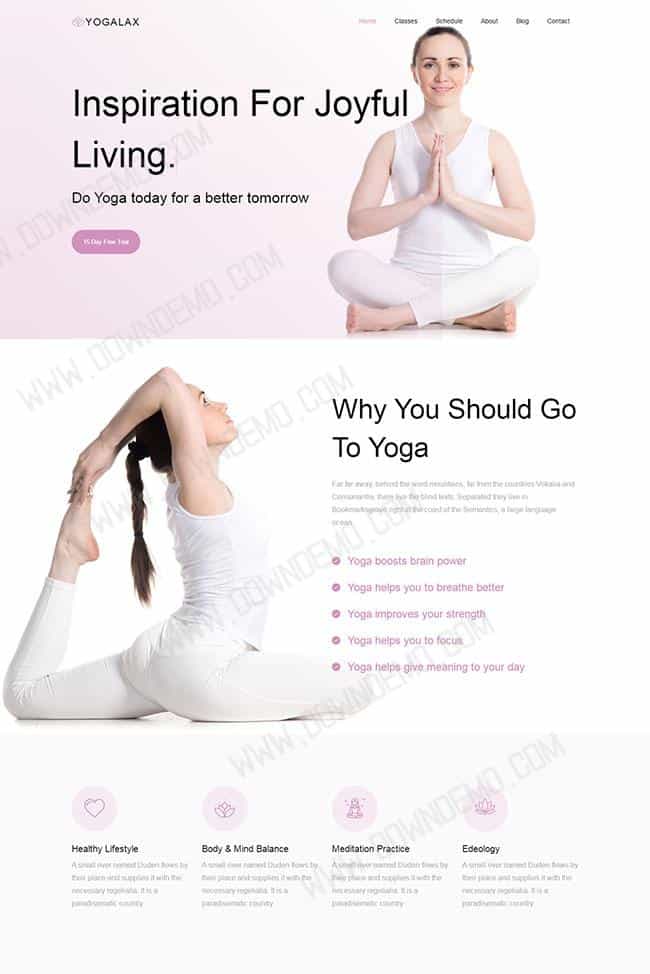 YOGALAX
Home Classes Schedule About Blog Contact
Inspiration For Joyful
Living.
Do Yoga today for a better tomorrow
15 Day Free Trial
WWW.DOWNDEMO.COM
WWW.DOWNDEMO.COM
Why You Should Go
To Yoga
Far far away, behind the word mountains, far from the countries Vokalia and
Consonantia, there live the blind texts. Separated they live in
Bookmarksgrove right at the coast of the Semantics, a large language
ocean.
WWW.DOWNDEMO.COM
Yoga boosts brain power
Yoga helps you to breathe better
Yoga improves your strength
Yoga helps you to focus
Yoga helps give meaning to your day
WWW.DOWNDEMO.COM
WWW.DOWNDEMO.COM
Healthy Lifestyle
A small river named Duden flows by
their place and supplies it with the
necessary regelialia. It is a
paradisematic country.
Body & Mind Balance
A small river named Duden flows by
their place and supplies it with the
necessary regelialia. It is a
paradisematic country.
Meditation Practice
A small river named Duden flows by
their place and supplies it with the
necessary regelialia. It is a
paradisematic country.
Edeology
A small river named Duden flows by
their place and supplies it with the
necessary regelialia. It is a
paradisematic country.
WWW.DOWNDEMO.COM